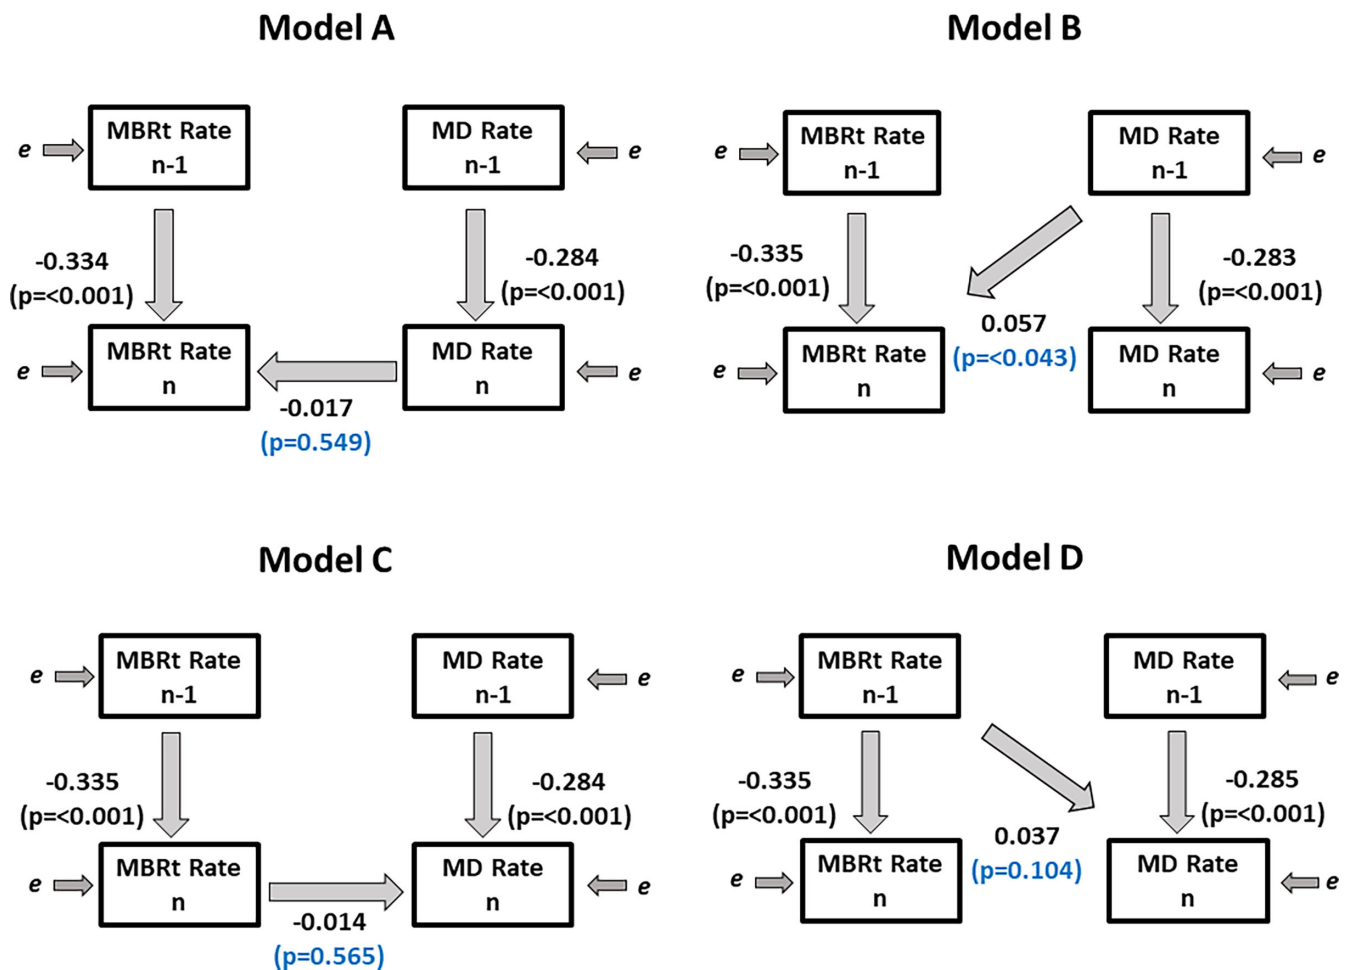 Model A
e
MBRt Rate
n-1
MD Rate
n-1
e
-0.334
(p=<0.001)
-0.284
(p=<0.001)
e
MBRt Rate
n
MD Rate
n
e
-0.017
(p=0.549)
Model B
e
MBRt Rate
n-1
MD Rate
n-1
e
-0.335
(p=<0.001)
-0.283
(p=<0.001)
0.057
(p=<0.043)
e
MBRt Rate
n
MD Rate
n
e
Model C
e
MBRt Rate
n-1
MD Rate
n-1
e
-0.335
(p=<0.001)
-0.284
(p=<0.001)
e
MBRt Rate
n
MD Rate
n
e
-0.014
(p=0.565)
Model D
e
MBRt Rate
n-1
MD Rate
n-1
e
-0.335
(p=<0.001)
-0.285
(p=<0.001)
0.037
(p=0.104)
e
MBRt Rate
n
MD Rate
n
e